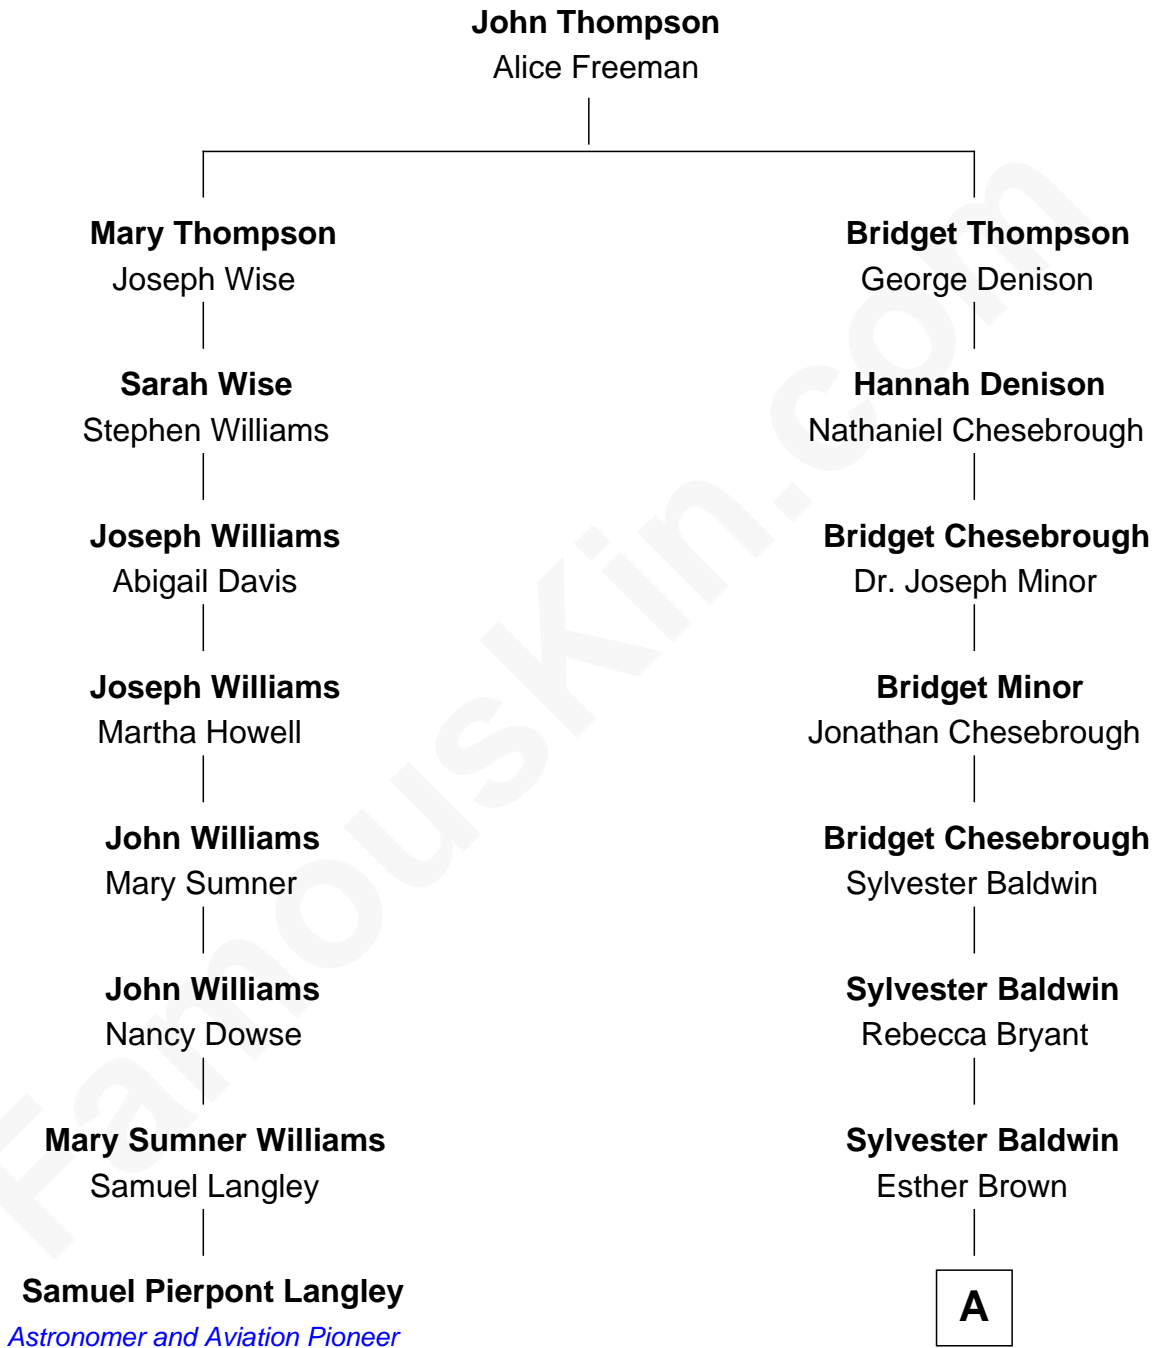 John Thompson
Alice Freeman
Mary Thompson
Joseph Wise
Bridget Thompson
George Denison
Sarah Wise
Stephen Williams
Hannah Denison
Nathaniel Chesebrough
Joseph Williams
Abigail Davis
Bridget Chesebrough
Dr. Joseph Minor
Joseph Williams
Martha Howell
Bridget Minor
Jonathan Chesebrough
John Williams
Mary Sumner
Bridget Chesebrough
Sylvester Baldwin
John Williams
Nancy Dowse
Sylvester Baldwin
Rebecca Bryant
Mary Sumner Williams
Samuel Langley
Sylvester Baldwin
Esther Brown
Samuel Pierpont Langley
Astronomer and Aviation Pioneer
A
FamousKin.com